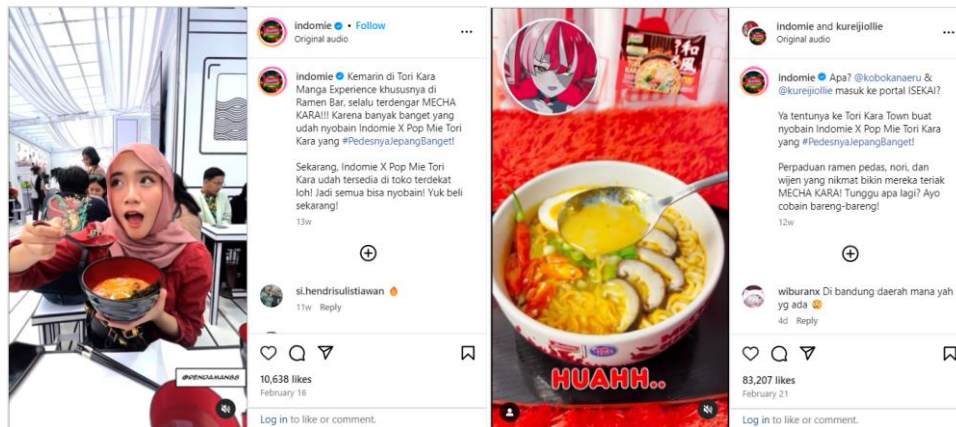 indomie • Follow
Original audio
indomie Kemarin di Tori Kara
Manga Experience khususnya di
Ramen Bar, selalu terdengar MECHA
KARA!!! Karena banyak banget yang
udah nyobain Indomie X Pop Mie Tori
Kara yang #PedesnyaJepangBanget!
Sekarang, Indomie X Pop Mie Tori
Kara udah tersedia di toko terdekat
loh! Jadi semua bisa nyobain! Yuk beli
sekarang!
13w
si.hendrisulistiawan
11w Reply
10,638 likes
February 16
Log in to like or comment.
@PENDAMAN88
HUAHH..
indomie and kureijiollie
Original audio
indomie Apa? @kobokanaeru &
@kureijiollie masuk ke portal ISEKAI?
Ya tentunya ke Tori Kara Town buat
nyobain Indomie X Pop Mie Tori Kara
yang #PedesnyaJepangBanget!
Perpaduan ramen pedas, nori, dan
wijen yang nikmat bikin mereka teriak
MECHA KARA! Tunggu apa lagi? Ayo
cobain bareng-bareng!
12w
wiburanx Di bandung daerah mana yah
yg ada
4d Reply
83,207 likes
February 21
Log in to like or comment.